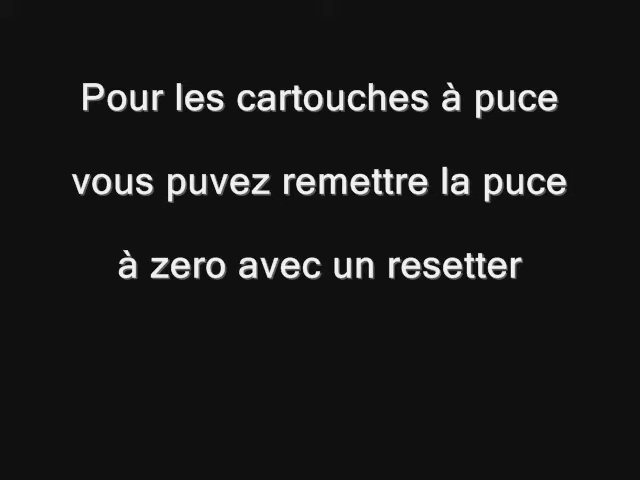 Pour les cartouches à puce
vous puvez remettre la puce
à zero avec un resetter